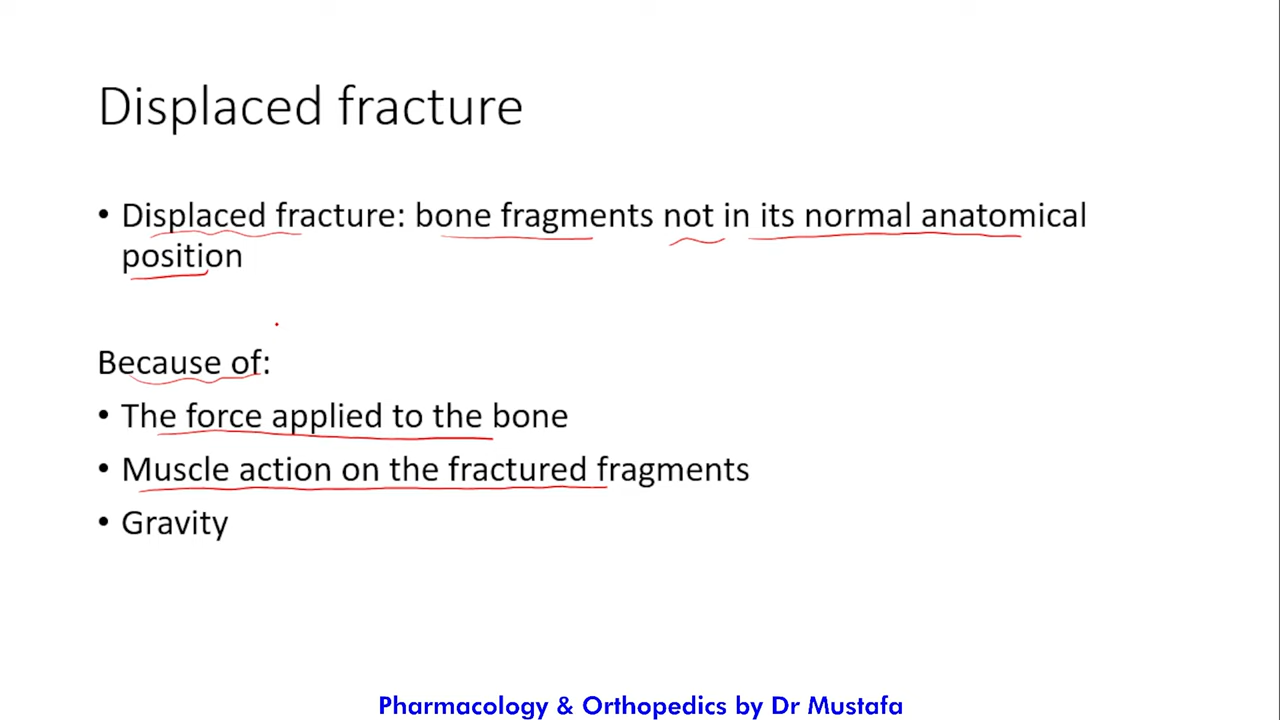 Displaced fracture
• Displaced fracture: bone fragments not in its normal anatomical
position
Because of:
• The force applied to the bone
• Muscle action on the fractured fragments
• Gravity
Pharmacology & Orthopedics by Dr Mustafa